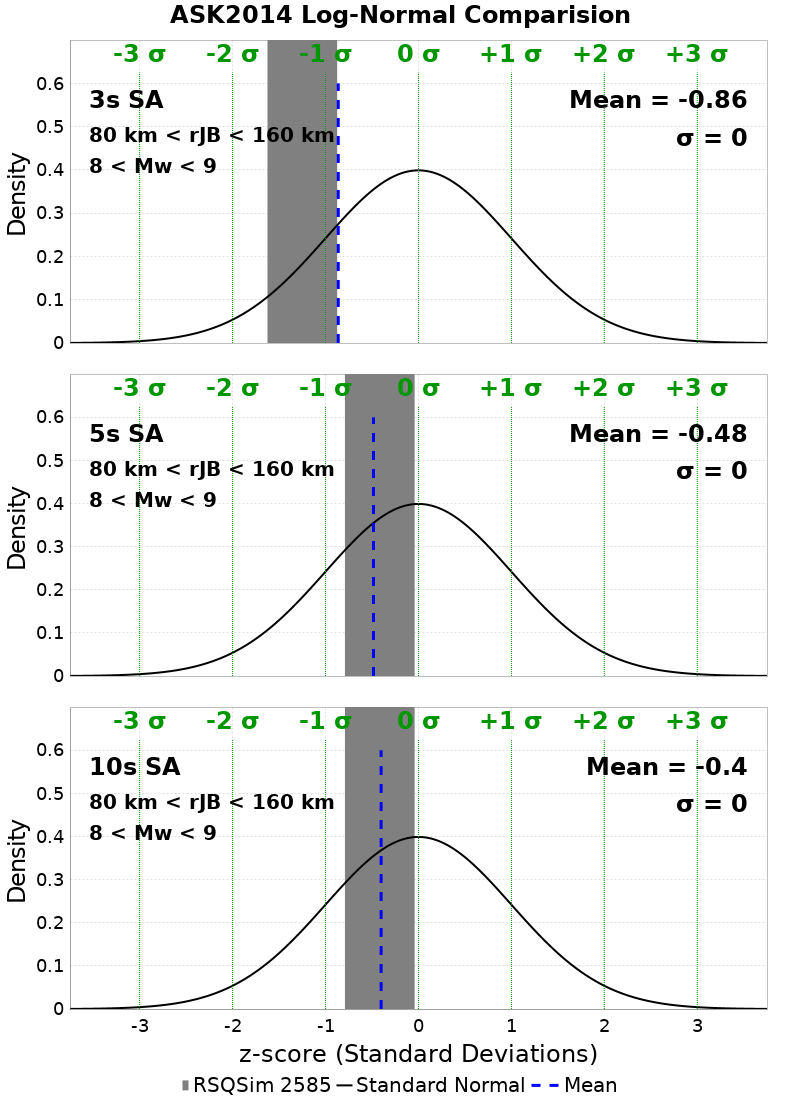 ASK2014 Log-Normal Comparision
-3 σ -2 σ -1 σ 0 σ +1 σ +2 σ +3 σ
3s SA
80 km < rJB < 160 km
8 < Mw < 9
Mean = -0.86
σ = 0
0.6
0.5
0.4
0.3
0.2
0.1
0
Density
-3 σ -2 σ -1 σ 0 σ +1 σ +2 σ +3 σ
5s SA
80 km < rJB < 160 km
8 < Mw < 9
Mean = -0.48
σ = 0
0.6
0.5
0.4
0.3
0.2
0.1
0
Density
-3 σ -2 σ -1 σ 0 σ +1 σ +2 σ +3 σ
10s SA
80 km < rJB < 160 km
8 < Mw < 9
Mean = -0.4
σ = 0
0.6
0.5
0.4
0.3
0.2
0.1
0
Density
-3 -2 -1 0 1 2 3
z-score (Standard Deviations)
RSQSim 2585 Standard Normal Mean